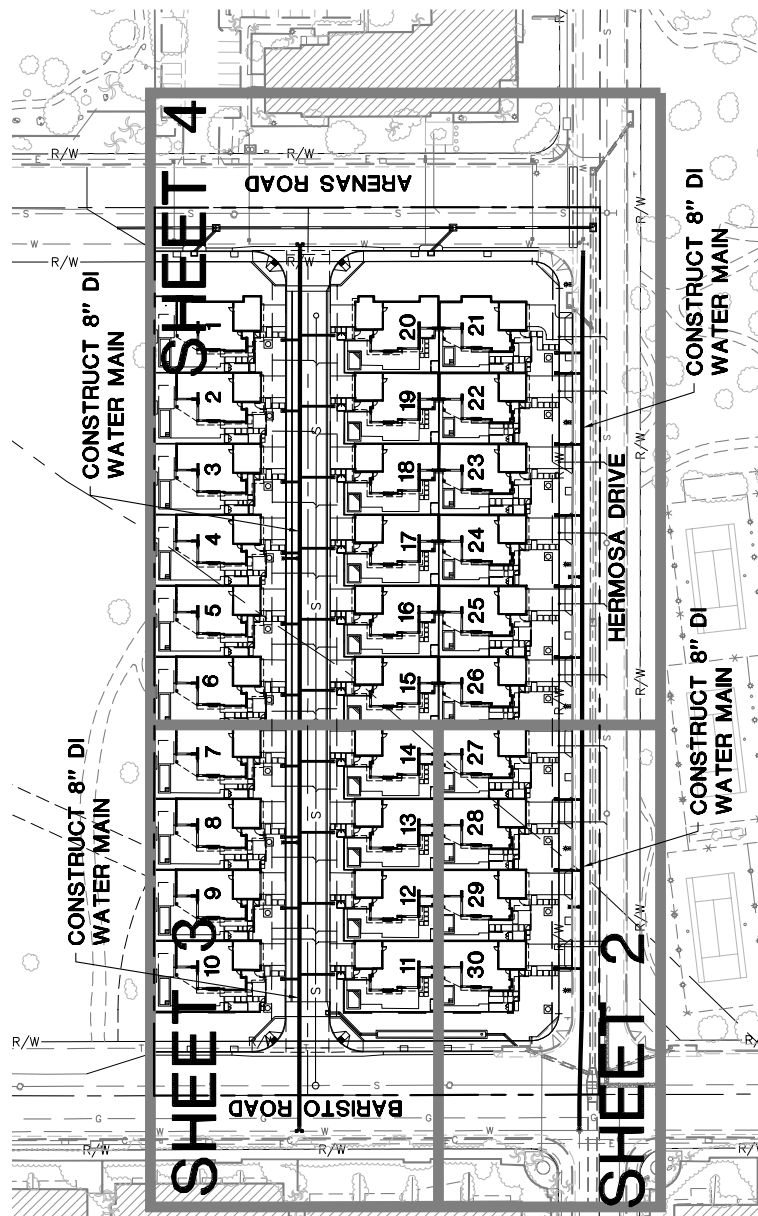 SHEET 4
ARENAS ROAD
R/W
R/W
R/W
R/W
CONSTRUCT 8" DI
WATER MAIN
CONSTRUCT 8" DI
WATER MAIN
1
20
21
2
19
22
3
18
23
4
17
24
5
16
25
6
15
26
HERMOSA DRIVE
R/W
R/W
R/W
R/W
R/W
CONSTRUCT 8" DI
WATER MAIN
CONSTRUCT 8" DI
WATER MAIN
7
14
27
8
13
28
9
12
29
10
11
30
SHEET 3
SHEET 2
R/W
R/W
R/W
BARISTO ROAD
R/W
R/W
R/W